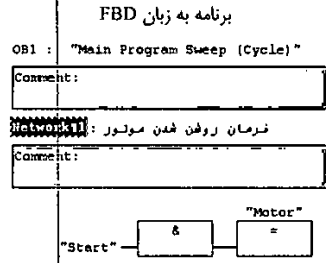 برنامه به زبان FBD
OB1 : "Main Program Sweep (Cycle)"
Comment:
Network 1 : فرمان روشن شدن موتور
Comment:
"Motor"
& =
"Start"